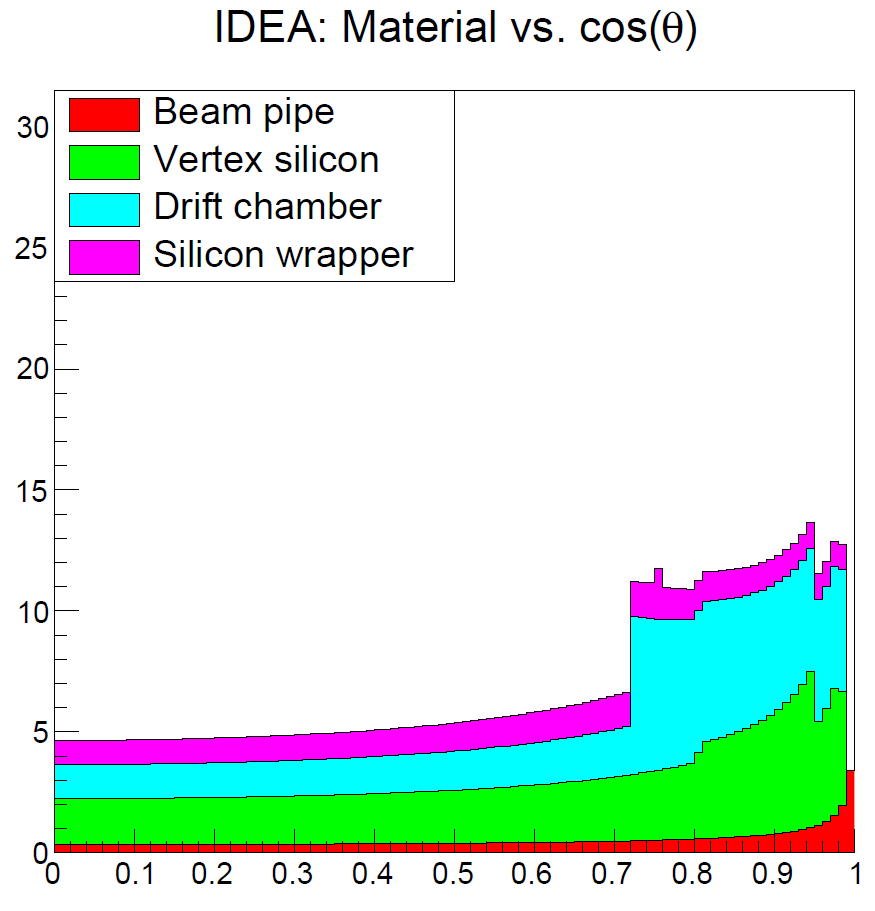 IDEA: Material vs. cos(θ)
Beam pipe
Vertex silicon
Drift chamber
Silicon wrapper
30
25
20
15
10
5
0
0 0.1 0.2 0.3 0.4 0.5 0.6 0.7 0.8 0.9 1